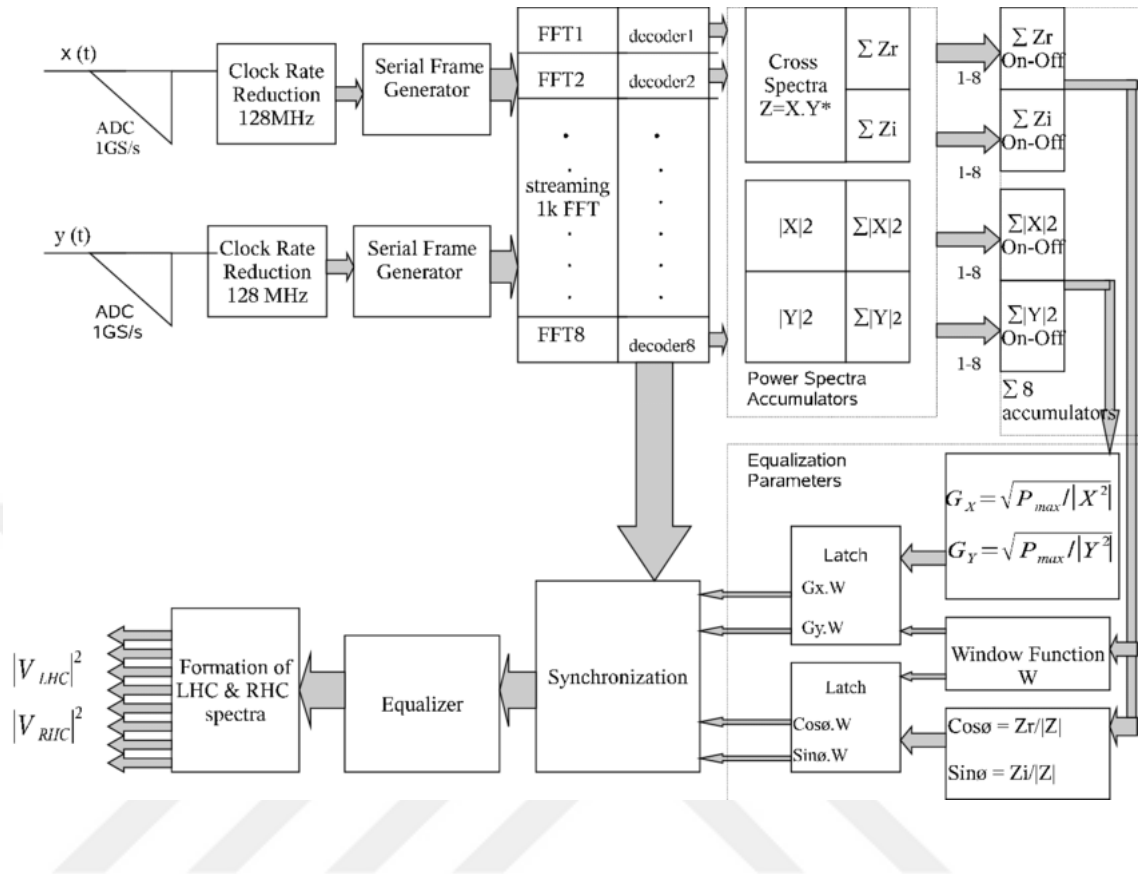 x (t)
ADC
1GS/s
Clock Rate
Reduction
128MHz
Serial Frame
Generator
y (t)
ADC
1GS/s
Clock Rate
Reduction
128 MHz
Serial Frame
Generator
FFT1
decoder1
FFT2
decoder2
streaming
1k FFT
FFT8
decoder8
Cross
Spectra
Z=X.Y*
∑ Zr
∑ Zi
|X|2
∑|X|2
|Y|2
∑|Y|2
Power Spectra
Accumulators
1-8
1-8
1-8
1-8
∑ Zr
On-Off
∑ Zi
On-Off
∑|X|2
On-Off
∑|Y|2
On-Off
∑ 8
accumulators
Equalization
Parameters
G_X = √P_max / |X^2|
G_Y = √P_max / |Y^2|
Latch
Gx.W
Gy.W
Window Function
W
Latch
Cosø.W
Sinø.W
Cosø = Zr/|Z|
Sinø = Zi/|Z|
Synchronization
Equalizer
Formation of
LHC & RHC
spectra
|V_LHC|^2
|V_RHC|^2